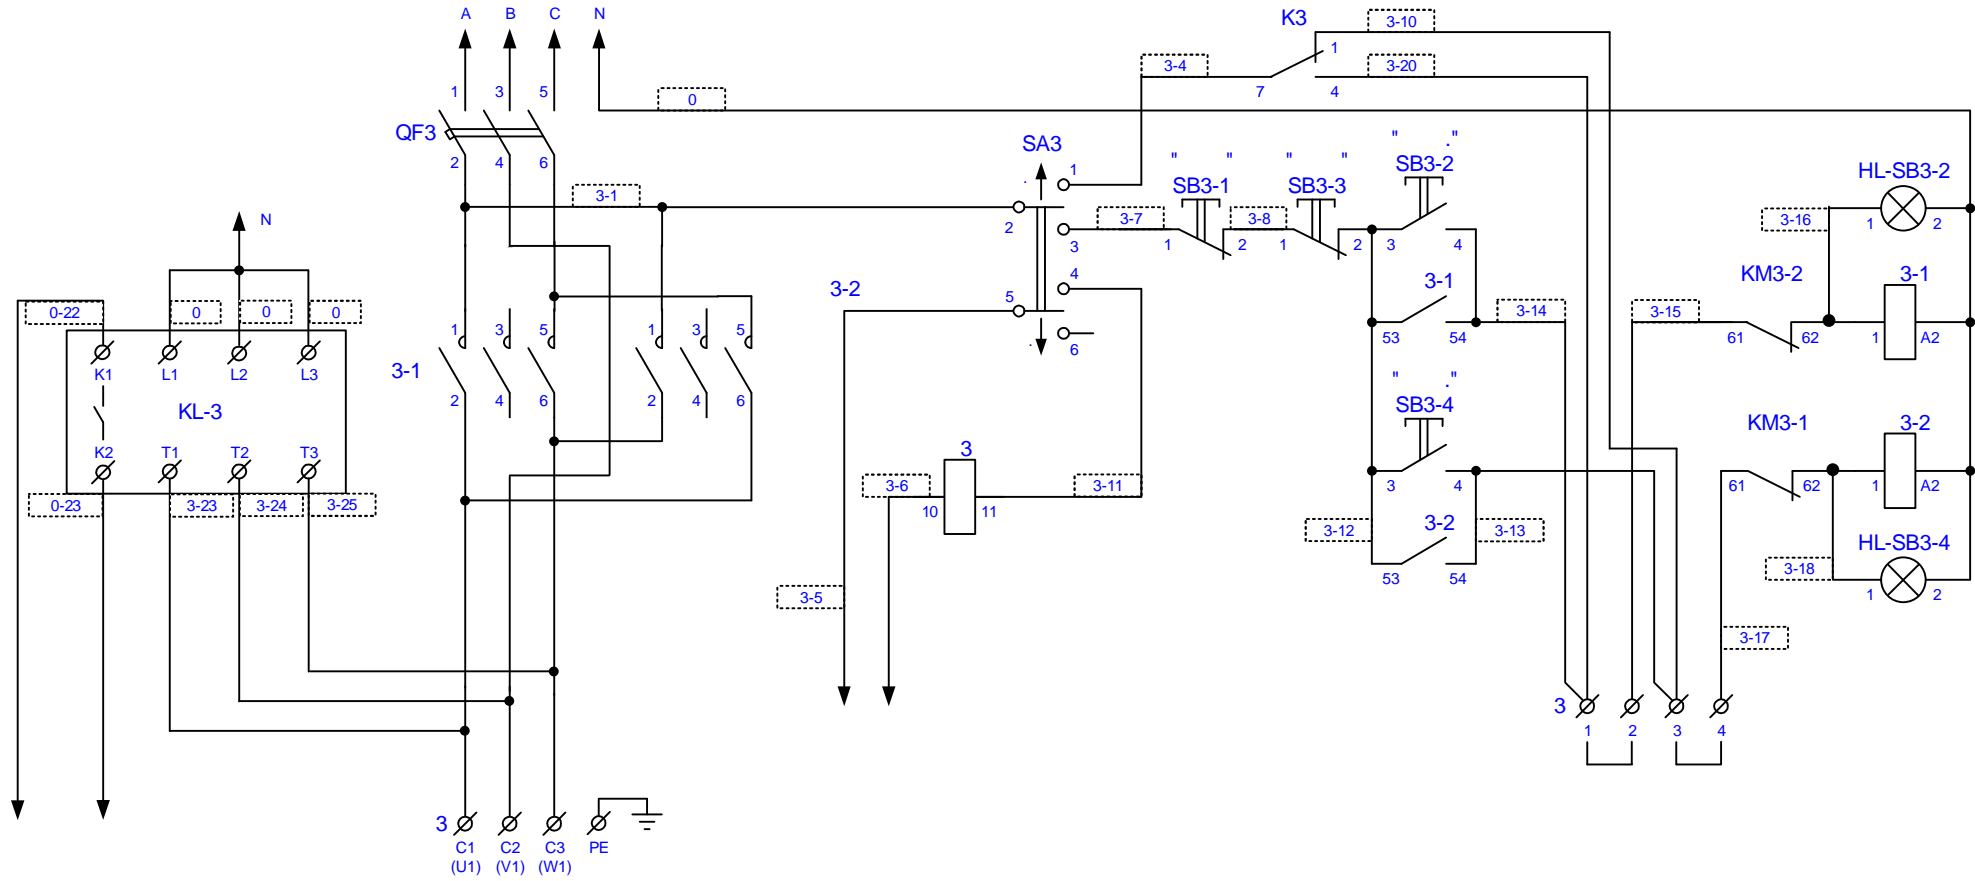 A B C N
K3
3-10
1
3-4
3-20
7 4
0
1 3 5
QF3
2 4 6
SA3
" ."
SB3-2
" " " "
SB3-1 SB3-3
HL-SB3-2
1
.
3-1
2
3-7
3-8
3
1 2 1 2 3 4
3-16
1 2
N
4
3-2
5
3-1
KM3-2
3-1
0-22
0
0
0
3-14
3-15
1 3 5 1 3 5
53 54
61 62
1 A2
.
6
K1 L1 L2 L3
3-1
2 4 6 2 4 6
" ."
SB3-4
KL-3
KM3-1
3-2
K2 T1 T2 T3
3
3-6
3-11
10 11
3 4
61 62
1 A2
0-23
3-23
3-24
3-25
3-2
3-12
3-13
HL-SB3-4
3-18
53 54
3-5
1 2
3-17
3
1 2 3 4
3
C1 C2 C3 PE
(U1) (V1) (W1)